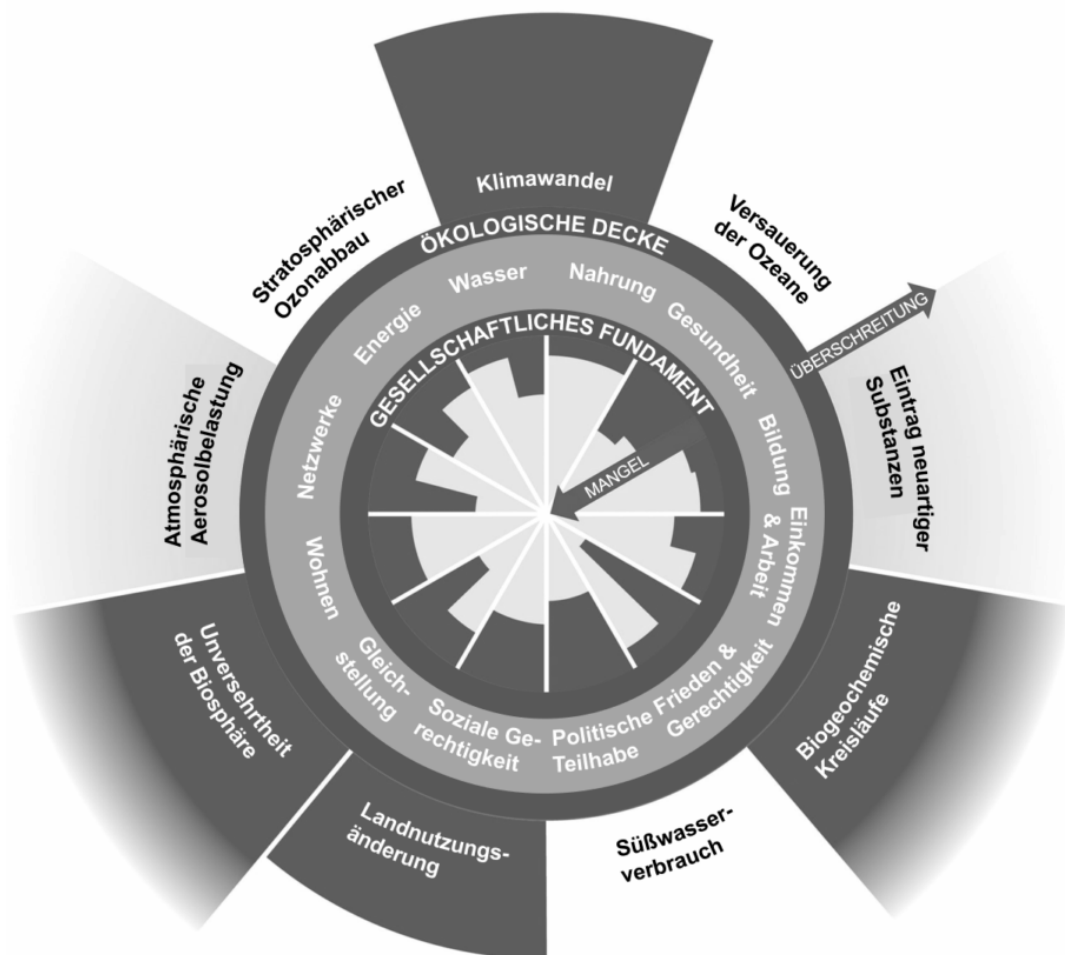 Klimawandel
ÖKOLOGISCHE DECKE
Stratosphärischer
Ozonabbau
Versauerung
der Ozeane
ÜBERSCHREITUNG
Eintrag neuartiger
Substanzen
Biogeochemische
Kreisläufe
Süßwasser-
verbrauch
Landnutzungs-
änderung
Unversehrtheit
der Biosphäre
Atmosphärische
Aerosolbelastung
Wasser
Nahrung
Gesundheit
Bildung
Einkommen
& Arbeit
Frieden &
Gerechtigkeit
Politische
Teilhabe
Soziale Ge-
rechtigkeit
Gleich-
stellung
Wohnen
Netzwerke
Energie
GESELLSCHAFTLICHES FUNDAMENT
MANGEL